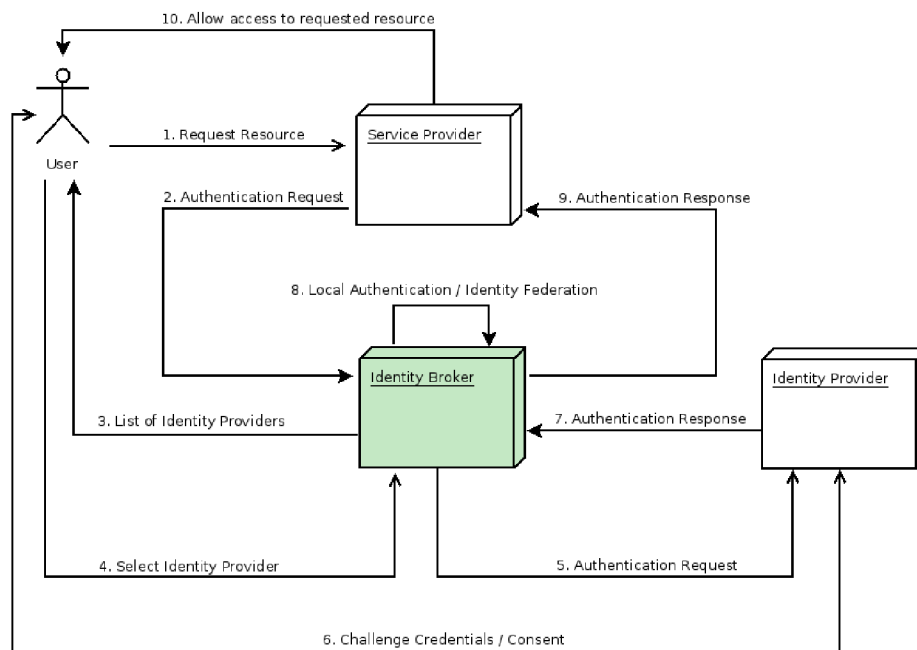 10. Allow access to requested resource
1. Request Resource
Service Provider
User
2. Authentication Request
9. Authentication Response
8. Local Authentication / Identity Federation
Identity Broker
Identity Provider
3. List of Identity Providers
7. Authentication Response
4. Select Identity Provider
5. Authentication Request
6. Challenge Credentials / Consent